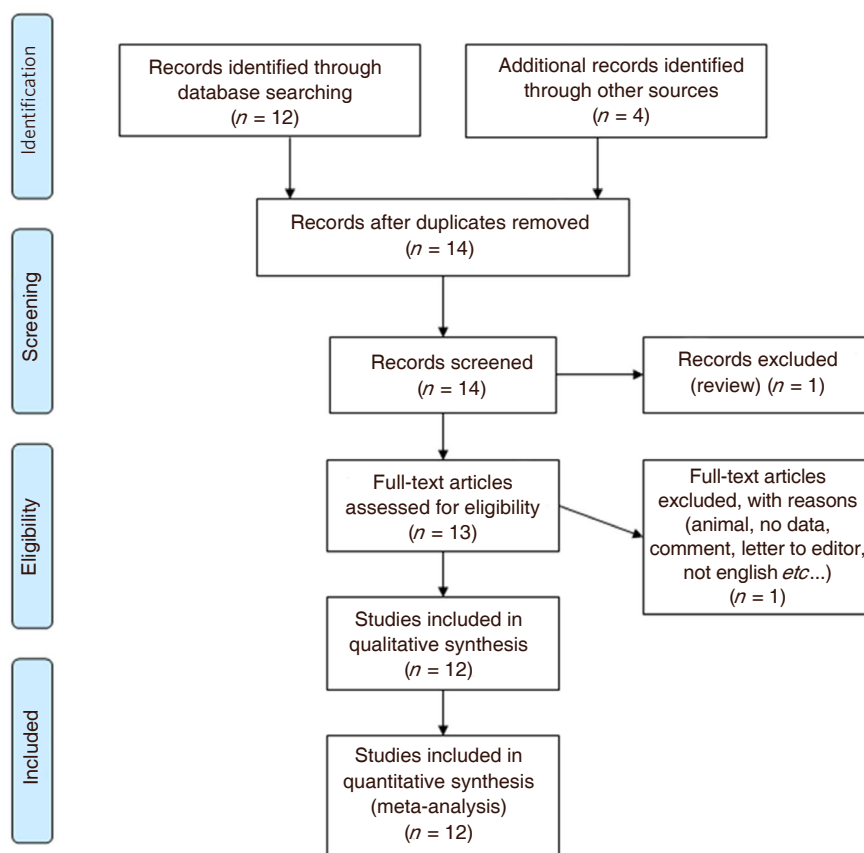 Identification
Records identified through
database searching
(n = 12)
Additional records identified
through other sources
(n = 4)
Records after duplicates removed
(n = 14)
Screening
Records screened
(n = 14)
Records excluded
(review) (n = 1)
Eligibility
Full-text articles
assessed for eligibility
(n = 13)
Full-text articles
excluded, with reasons
(animal, no data,
comment, letter to editor,
not english etc...)
(n = 1)
Studies included in
qualitative synthesis
(n = 12)
Included
Studies included in
quantitative synthesis
(meta-analysis)
(n = 12)